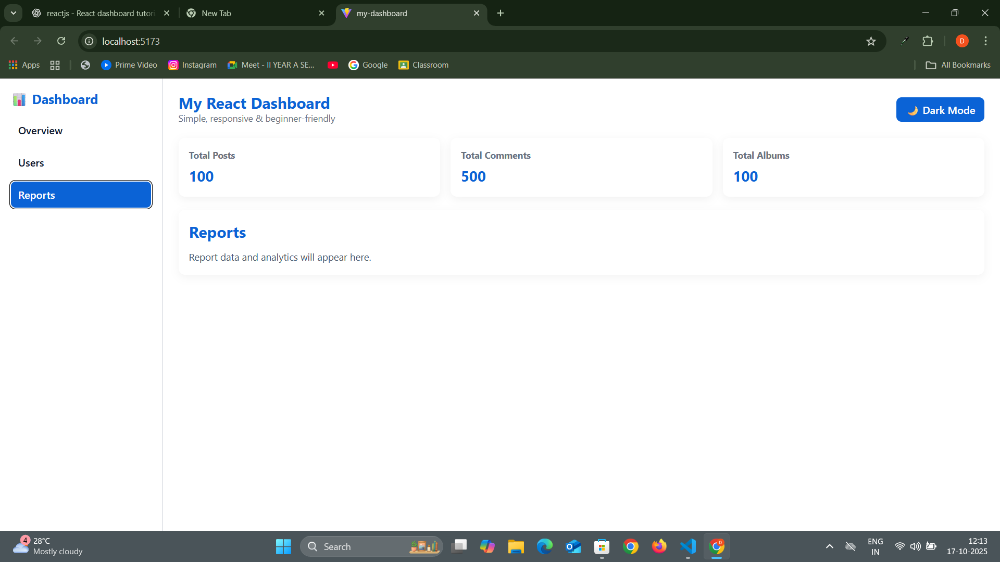 reactjs - React dashboard tutori
New Tab
my-dashboard
localhost:5173
D
Apps
Prime Video
Instagram
Meet - II YEAR A SE...
Google
Classroom
All Bookmarks
Dashboard
Overview
Users
Reports
My React Dashboard
Simple, responsive & beginner-friendly
🌙 Dark Mode
Total Posts
100
Total Comments
500
Total Albums
100
Reports
Report data and analytics will appear here.
4
28°C
Mostly cloudy
Search
ENG
IN
12:13
17-10-2025